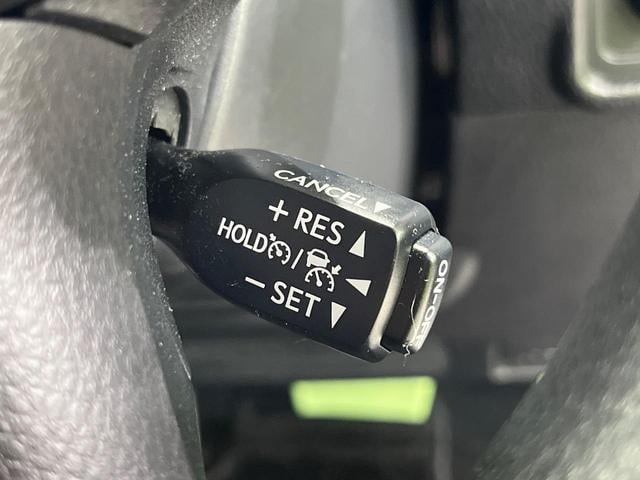 CANCEL▼
+ RES ▲
HOLD / ◀
− SET ▼
ON-OFF